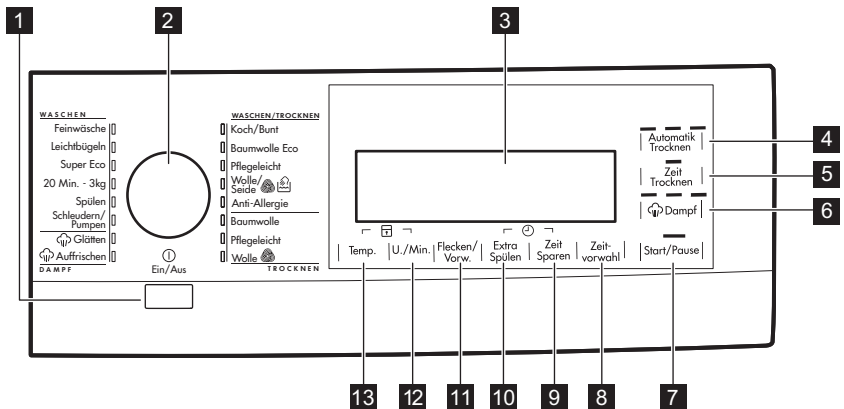 1
2
3
WASCHEN
Feinwäsche
Leichtbügeln
Super Eco
20 Min. - 3kg
Spülen
Schleudern/
Pumpen
Glätten
Auffrischen
DAMPF
Ein/Aus
WASCHEN/TROCKNEN
Koch/Bunt
Baumwolle Eco
Pflegeleicht
Wolle/
Seide
Anti-Allergie
Baumwolle
Pflegeleicht
Wolle
TROCKNEN
Temp.
U./Min.
Flecken/
Vorw.
Extra
Spülen
Zeit
Sparen
Zeit-
vorwahl
Automatik
Trocknen
Zeit
Trocknen
Dampf
Start/Pause
4
5
6
13
12
11
10
9
8
7